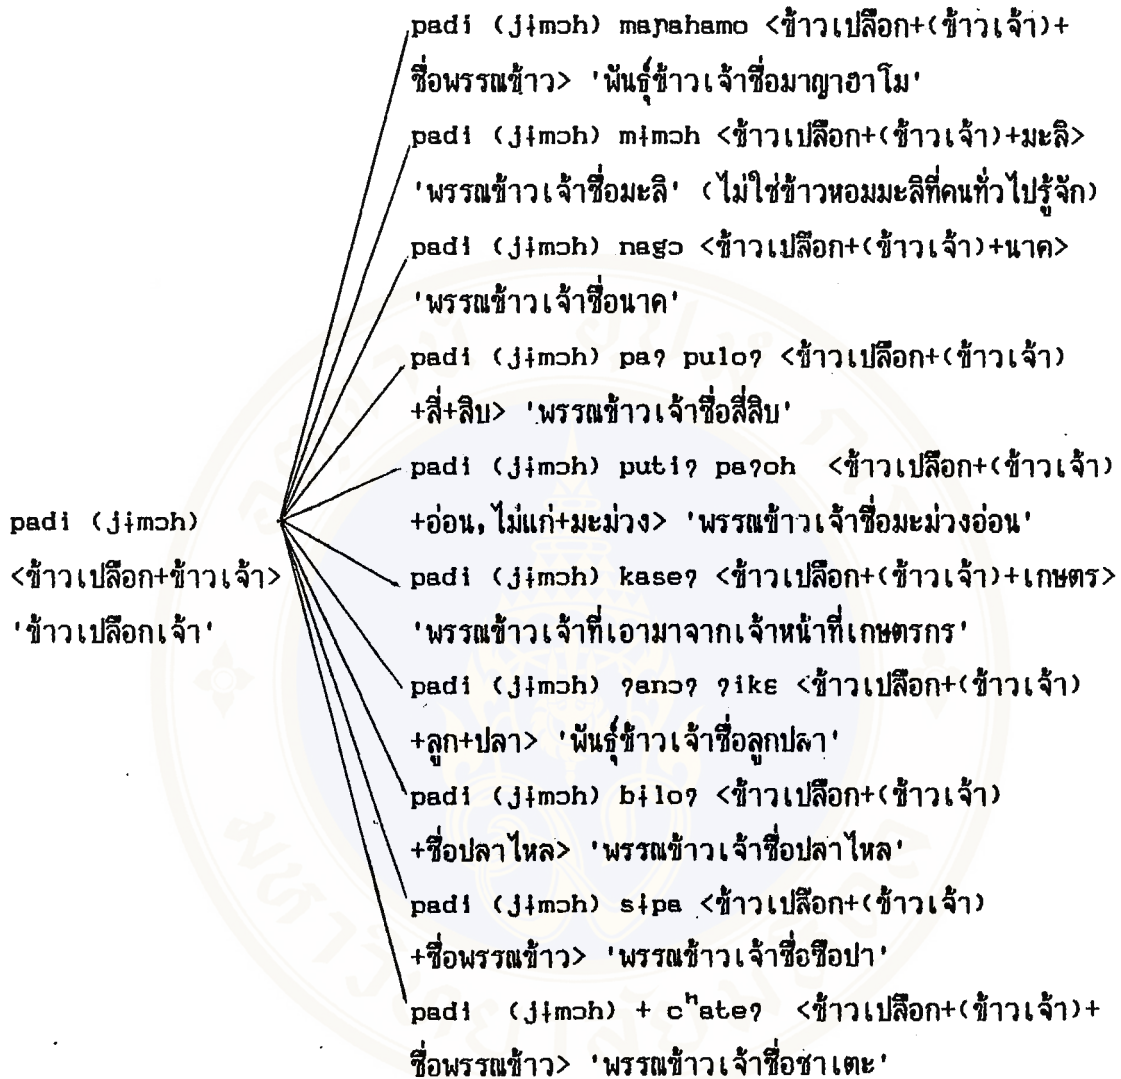 padi (jɨmɔh) maɲahamo <ข้าวเปลือก+(ข้าวเจ้า)+
ชื่อพรรณข้าว> 'พันธุ์ข้าวเจ้าชื่อมาญาฮาโม'
padi (jɨmɔh) mɨmɔh <ข้าวเปลือก+(ข้าวเจ้า)+มะลิ>
'พรรณข้าวเจ้าชื่อมะลิ' (ไม่ใช่ข้าวหอมมะลิที่คนทั่วไปรู้จัก)
padi (jɨmɔh) nagɔ <ข้าวเปลือก+(ข้าวเจ้า)+นาค>
'พรรณข้าวเจ้าชื่อนาค'
padi (jɨmɔh) paʔ puloʔ <ข้าวเปลือก+(ข้าวเจ้า)
+สี่+สิบ> 'พรรณข้าวเจ้าชื่อสี่สิบ'
padi (jɨmɔh) putiʔ paʔoh <ข้าวเปลือก+(ข้าวเจ้า)
+อ่อน,ไม่แก่+มะม่วง> 'พรรณข้าวเจ้าชื่อมะม่วงอ่อน'
padi (jɨmɔh)
<ข้าวเปลือก+ข้าวเจ้า>
'ข้าวเปลือกเจ้า'
padi (jɨmɔh) kaseʔ <ข้าวเปลือก+(ข้าวเจ้า)+เกษตร>
'พรรณข้าวเจ้าที่เอามาจากเจ้าหน้าที่เกษตรกร'
padi (jɨmɔh) ʔanɔʔ ʔikɛ <ข้าวเปลือก+(ข้าวเจ้า)
+ลูก+ปลา> 'พันธุ์ข้าวเจ้าชื่อลูกปลา'
padi (jɨmɔh) bɨloʔ <ข้าวเปลือก+(ข้าวเจ้า)
+ชื่อปลาไหล> 'พรรณข้าวเจ้าชื่อปลาไหล'
padi (jɨmɔh) sɨpa <ข้าวเปลือก+(ข้าวเจ้า)
+ชื่อพรรณข้าว> 'พรรณข้าวเจ้าชื่อซือปา'
padi (jɨmɔh) + cʰateʔ <ข้าวเปลือก+(ข้าวเจ้า)+
ชื่อพรรณข้าว> 'พรรณข้าวเจ้าชื่อชาเตะ'